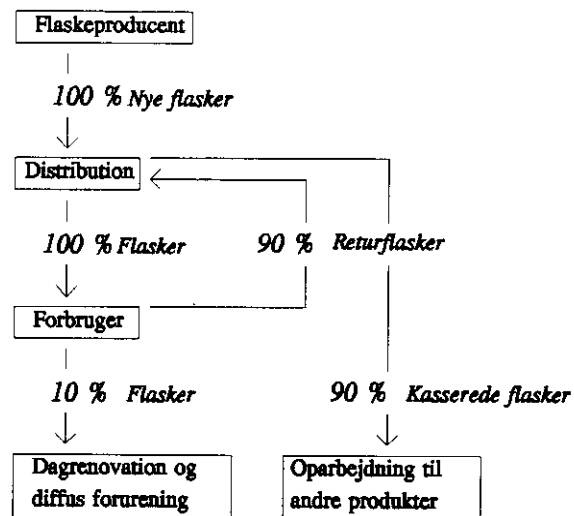 Flaskeproducent
100 % Nye flasker
Distribution
100 % Flasker
90 % Returflasker
Forbruger
10 % Flasker
90 % Kasserede flasker
Dagrenovation og
diffus forurening
Oparbejdning til
andre produkter